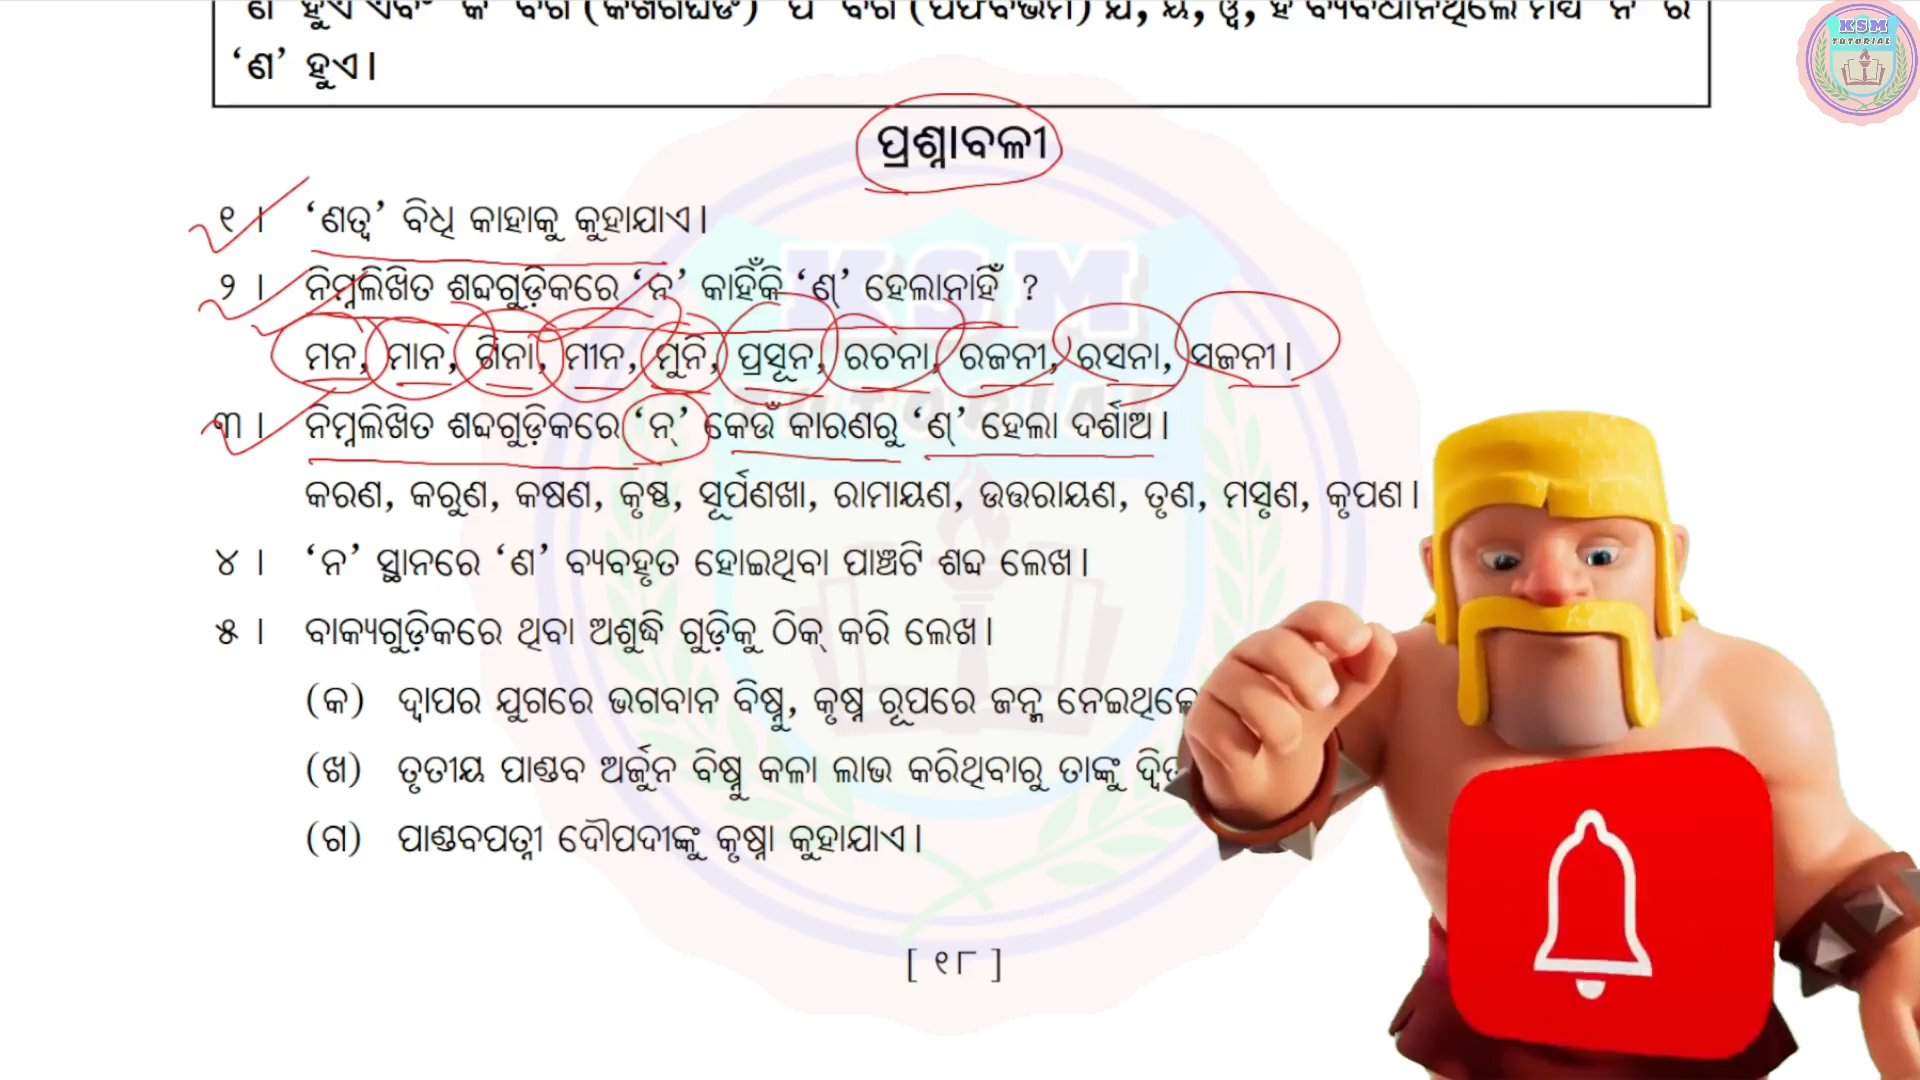 ‘ଣ’ ହୁଏ।
ପ୍ରଶ୍ନାବଳୀ
୧ । ‘ଣତ୍ୱ’ ବିଧି କାହାକୁ କୁହାଯାଏ।
୨ । ନିମ୍ନଲିଖିତ ଶବ୍ଦଗୁଡ଼ିକରେ ‘ନ’ କାହିଁକି ‘ଣ୍’ ହେଲାନାହିଁ ?
ମନ, ମାନ, ଗିନା, ମୀନ, ମୁନି, ପ୍ରସୂନ, ରଚନା, ରଜନୀ, ରସନା, ସଜନୀ।
୩ । ନିମ୍ନଲିଖିତ ଶବ୍ଦଗୁଡ଼ିକରେ ‘ନ୍’ କେଉଁ କାରଣରୁ ‘ଣ୍’ ହେଲା ଦର୍ଶାଅ।
କରଣ, କରୁଣ, କଷଣ, କୃଷ୍ଣ, ସୂର୍ପଣଖା, ରାମାୟଣ, ଉତ୍ତରାୟଣ, ତୃଣ, ମସୃଣ, କୃପଣ।
୪ । ‘ନ’ ସ୍ଥାନରେ ‘ଣ’ ବ୍ୟବହୃତ ହୋଇଥିବା ପାଞ୍ଚଟି ଶବ୍ଦ ଲେଖ।
୫ । ବାକ୍ୟଗୁଡ଼ିକରେ ଥିବା ଅଶୁଦ୍ଧି ଗୁଡ଼ିକୁ ଠିକ୍ କରି ଲେଖ।
(କ) ଦ୍ୱାପର ଯୁଗରେ ଭଗବାନ ବିଷ୍ନୁ, କୃଷ୍ନ ରୂପରେ ଜନ୍ମ ନେଇଥିଲେ
(ଖ) ତୃତୀୟ ପାଣ୍ଡବ ଅର୍ଜୁନ ବିଷ୍ନୁ କଳା ଲାଭ କରିଥିବାରୁ ତାଙ୍କୁ
(ଗ) ପାଣ୍ଡବପତ୍ନୀ ଦୌପଦୀଙ୍କୁ କୃଷ୍ନା କୁହାଯାଏ।
[ ୧୮ ]
KSM
TUTORIAL
KSM
TUTORIAL